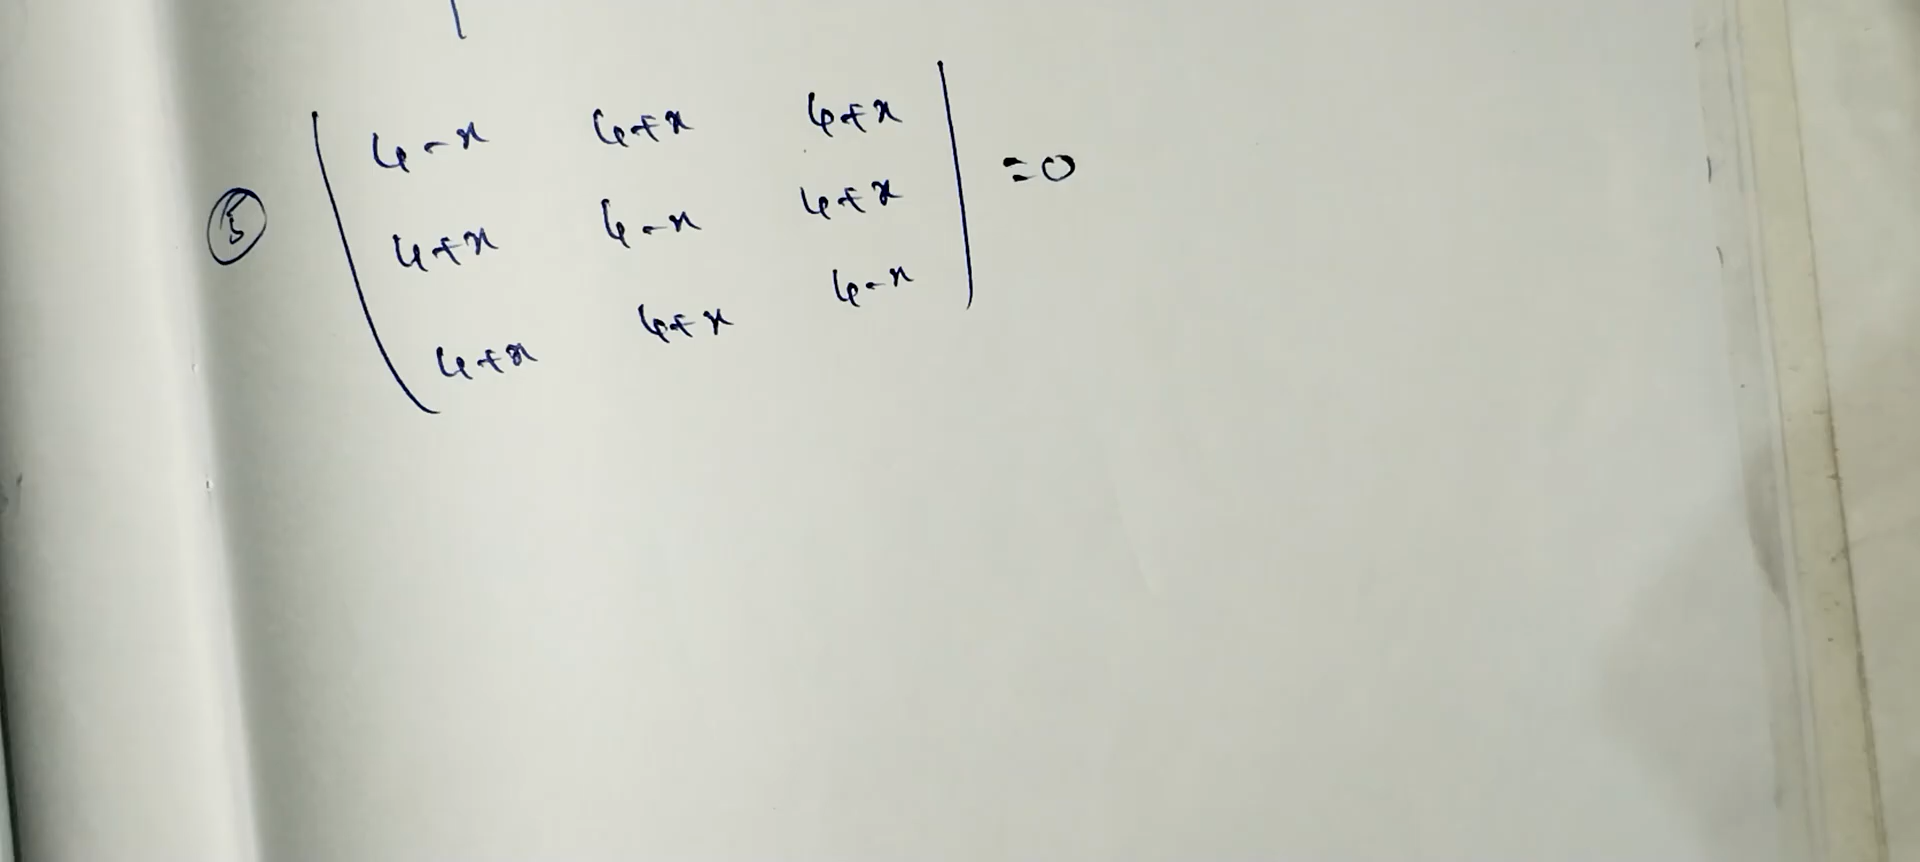 ⑤ | 4-x 4+x 4+x | =0
4+x 4-x 4+x
4+x 4+x 4-x